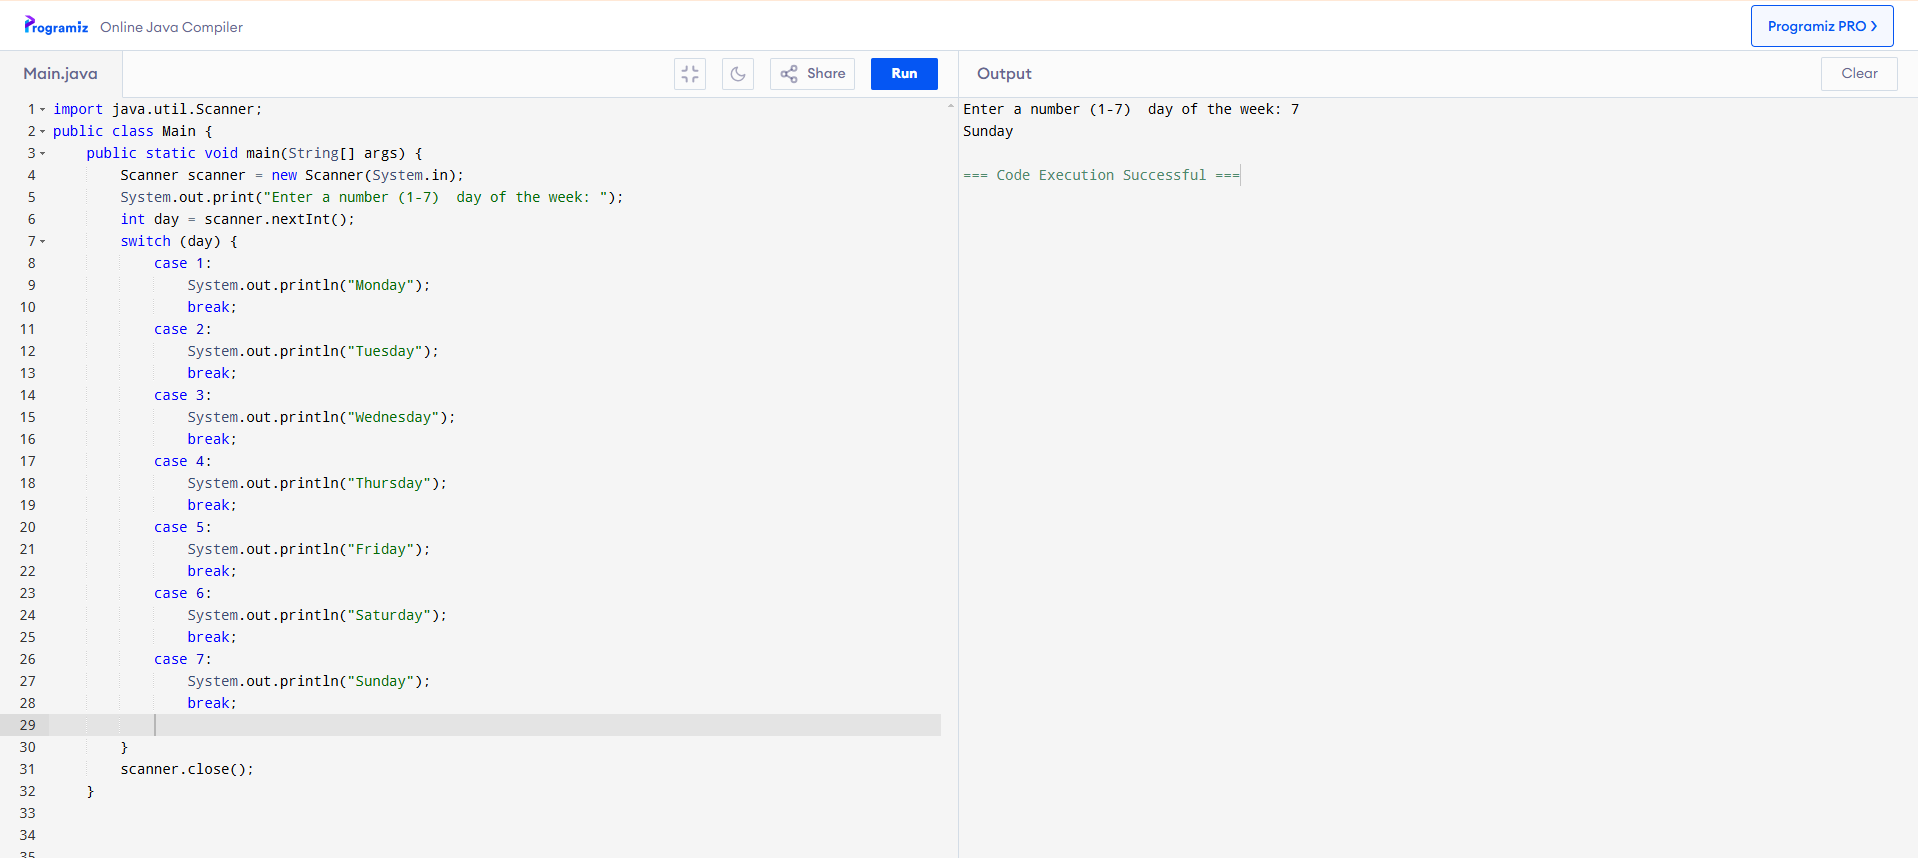 Programiz Online Java Compiler
Programiz PRO
Main.java
Share
Run
Output
Clear
1 import java.util.Scanner;
2 public class Main {
3     public static void main(String[] args) {
4         Scanner scanner = new Scanner(System.in);
5         System.out.print("Enter a number (1-7)  day of the week: ");
6         int day = scanner.nextInt();
7         switch (day) {
8             case 1:
9                 System.out.println("Monday");
10                 break;
11             case 2:
12                 System.out.println("Tuesday");
13                 break;
14             case 3:
15                 System.out.println("Wednesday");
16                 break;
17             case 4:
18                 System.out.println("Thursday");
19                 break;
20             case 5:
21                 System.out.println("Friday");
22                 break;
23             case 6:
24                 System.out.println("Saturday");
25                 break;
26             case 7:
27                 System.out.println("Sunday");
28                 break;
29
30         }
31         scanner.close();
32     }
33
34
35
Enter a number (1-7)  day of the week: 7
Sunday
=== Code Execution Successful ===